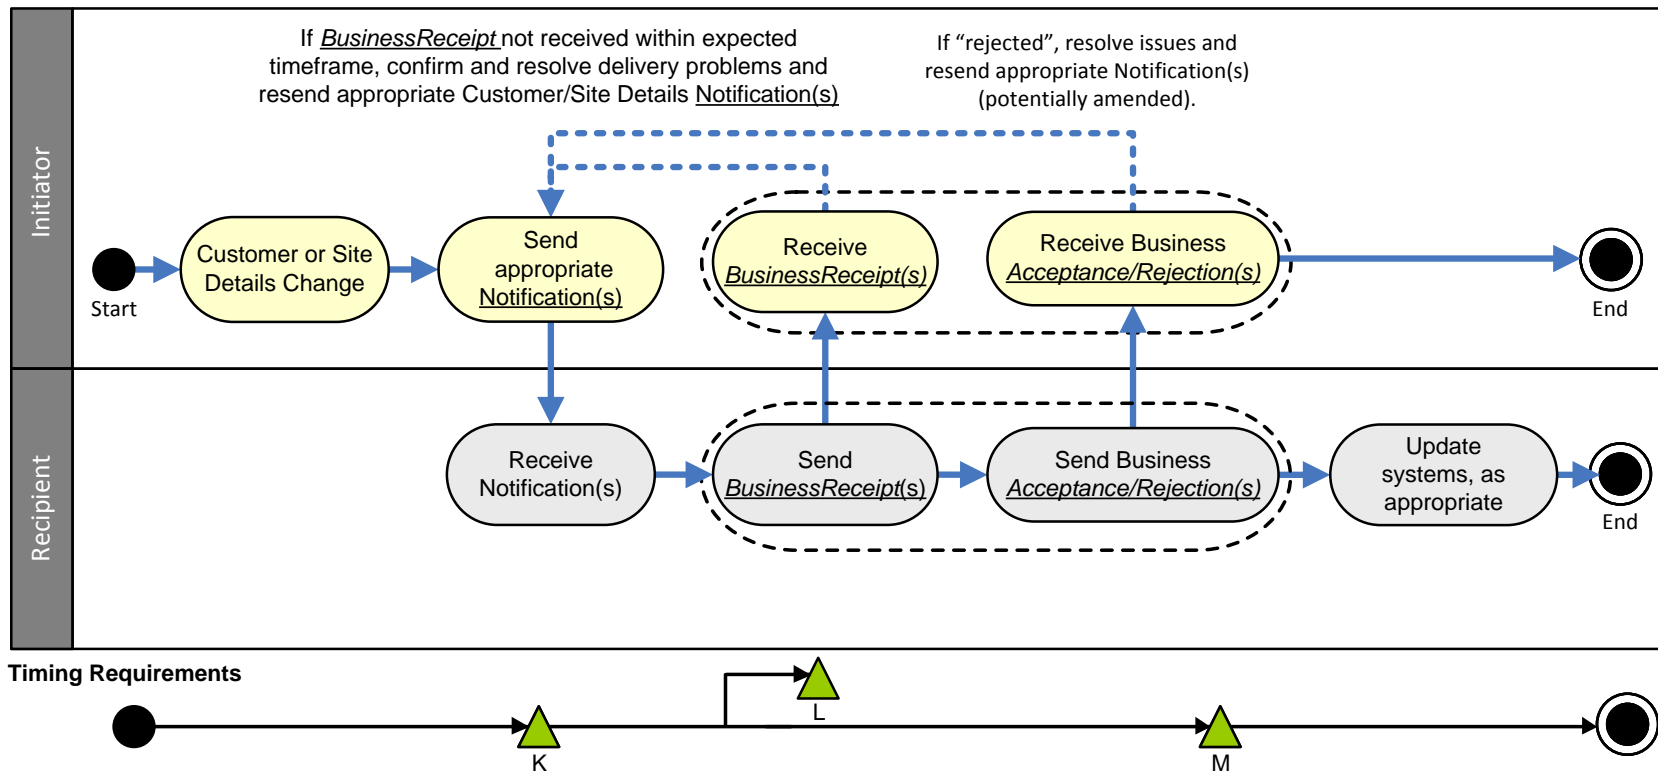 If BusinessReceipt not received within expected
timeframe, confirm and resolve delivery problems and
resend appropriate Customer/Site Details Notification(s)
If “rejected”, resolve issues and
resend appropriate Notification(s)
(potentially amended).
Initiator
Start
Customer or Site
Details Change
Send
appropriate
Notification(s)
Receive
BusinessReceipt(s)
Receive Business
Acceptance/Rejection(s)
End
Recipient
Receive
Notification(s)
Send
BusinessReceipt(s)
Send Business
Acceptance/Rejection(s)
Update
systems, as
appropriate
End
Timing Requirements
K
L
M